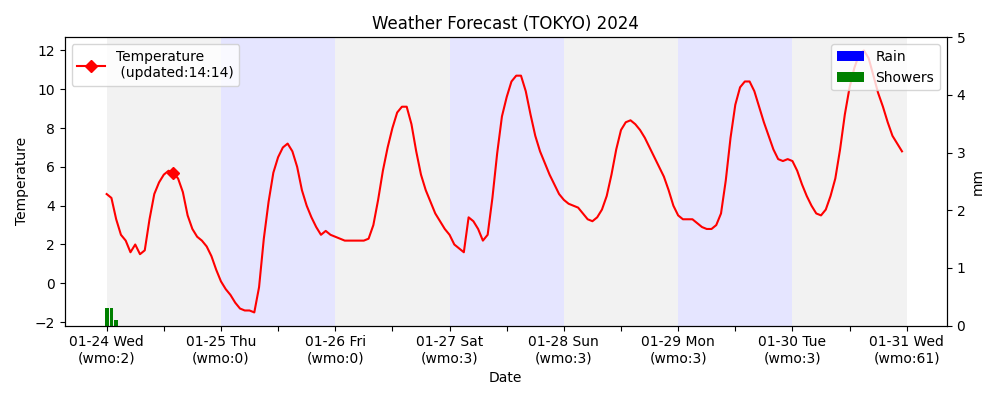 Weather Forecast (TOKYO) 2024
Temperature
(updated:14:14)
Rain
Showers
12
10
8
6
4
2
0
−2
Temperature
5
4
3
2
1
0
mm
01-24 Wed
(wmo:2)
01-25 Thu
(wmo:0)
01-26 Fri
(wmo:0)
01-27 Sat
(wmo:3)
01-28 Sun
(wmo:3)
01-29 Mon
(wmo:3)
01-30 Tue
(wmo:3)
01-31 Wed
(wmo:61)
Date